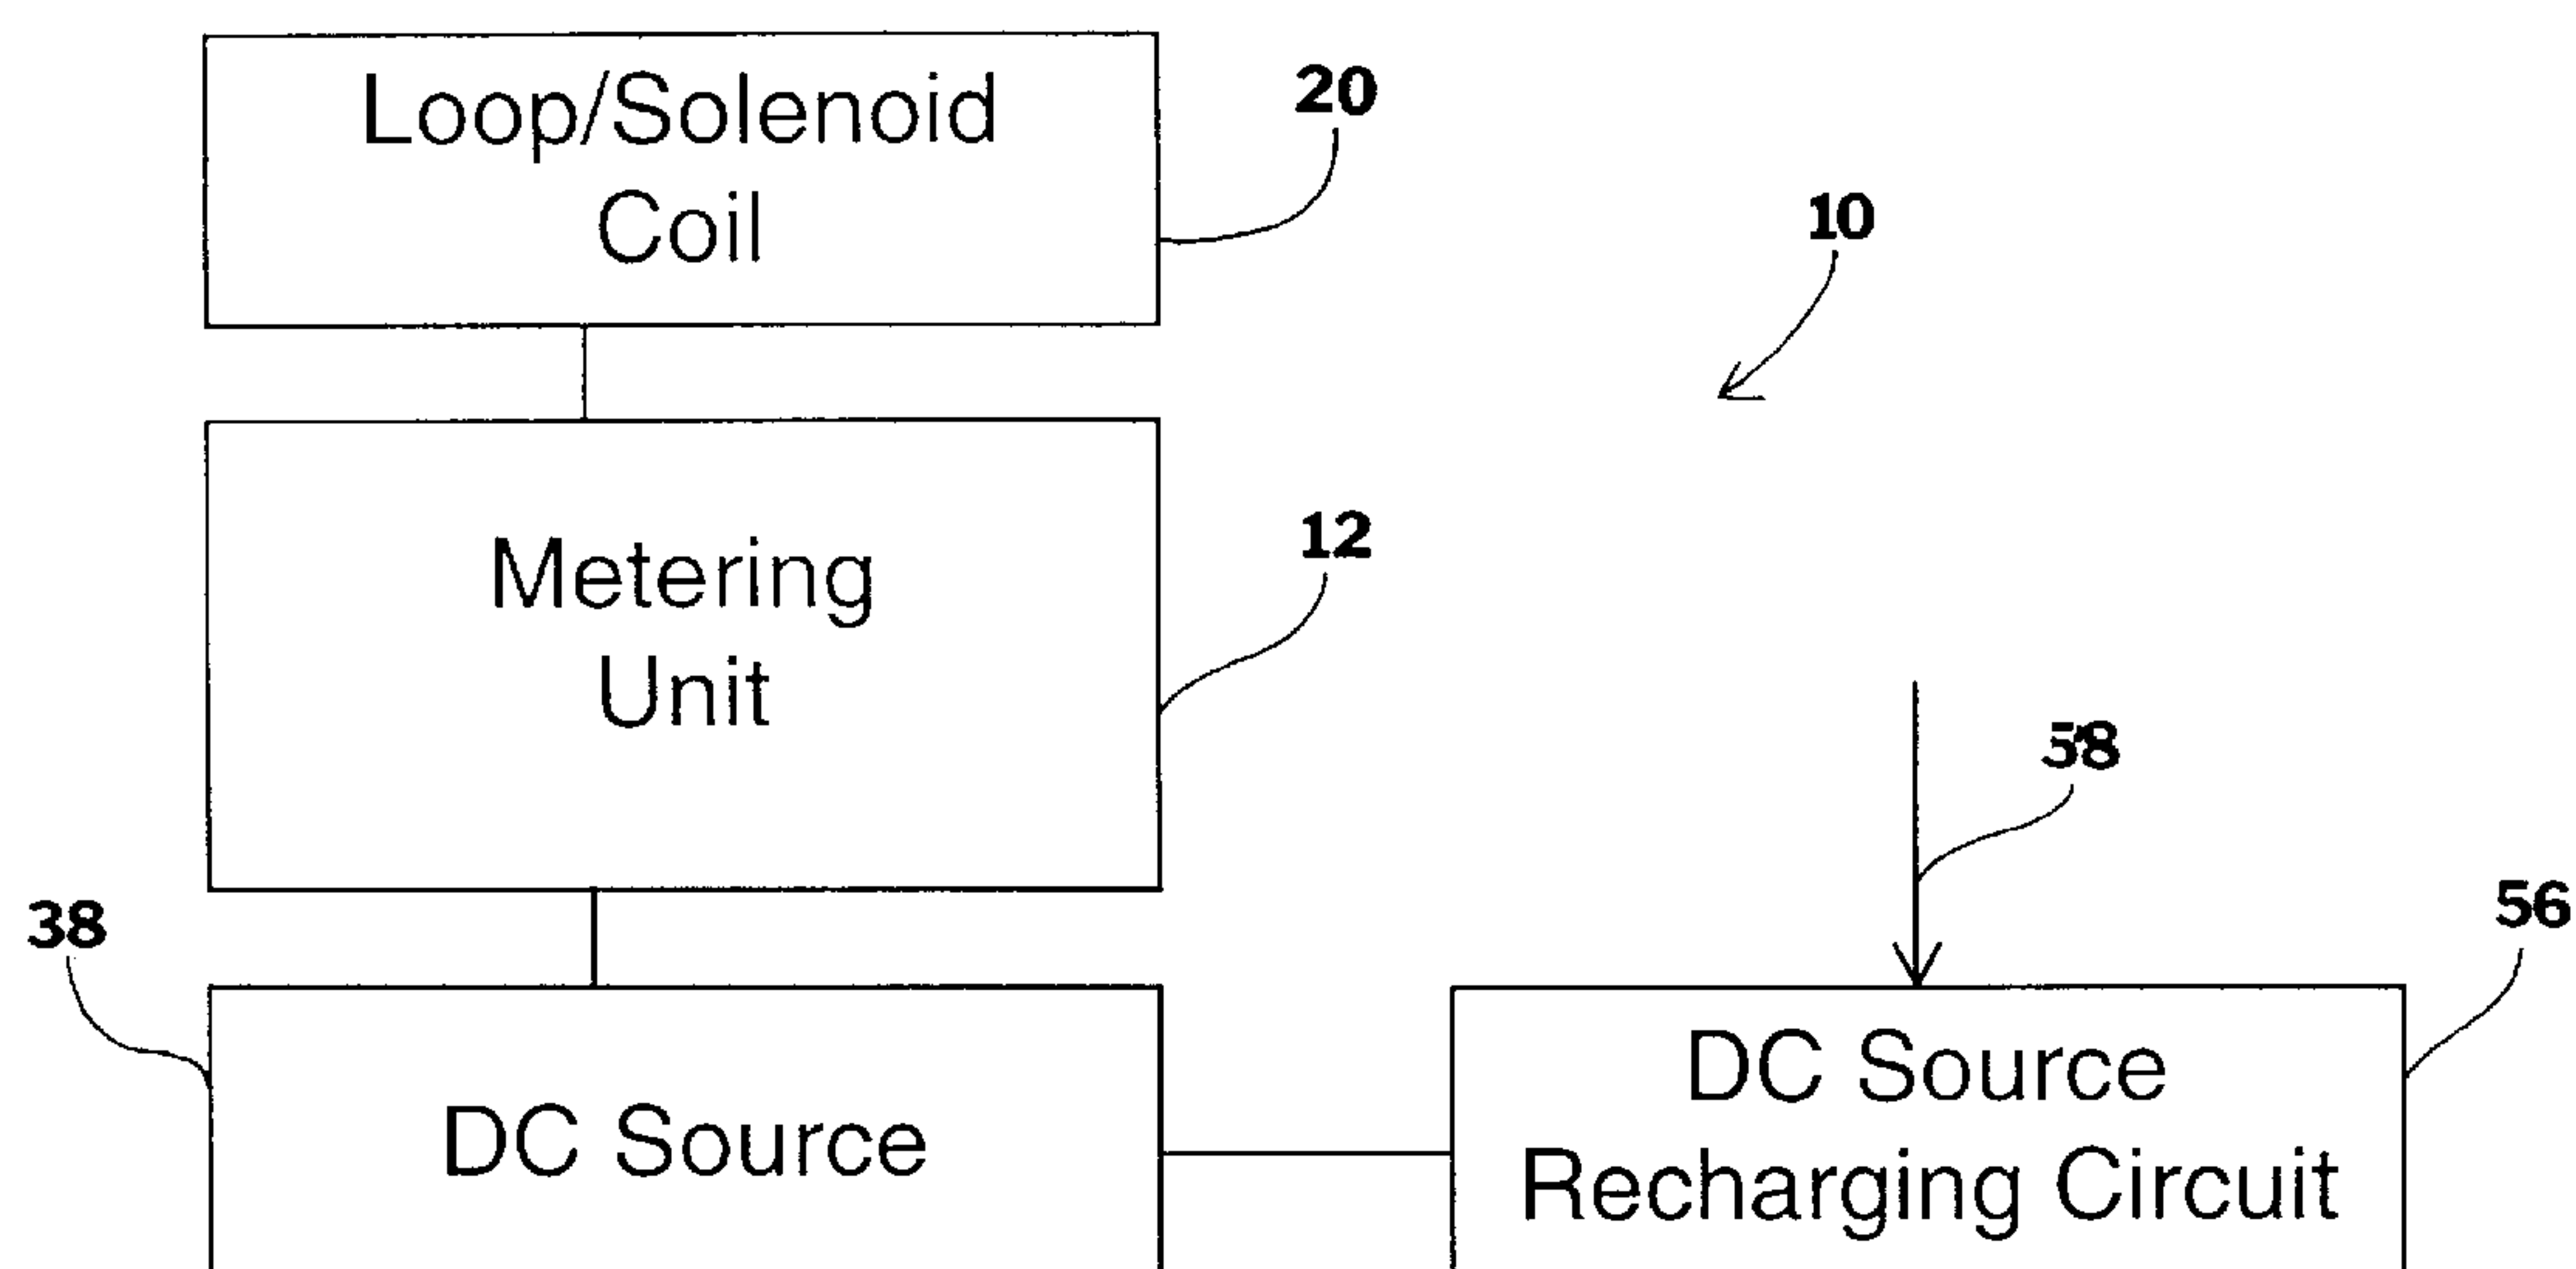 Loop/Solenoid
Coil
20
10
Metering
Unit
12
58
38
56
DC Source
DC Source
Recharging Circuit